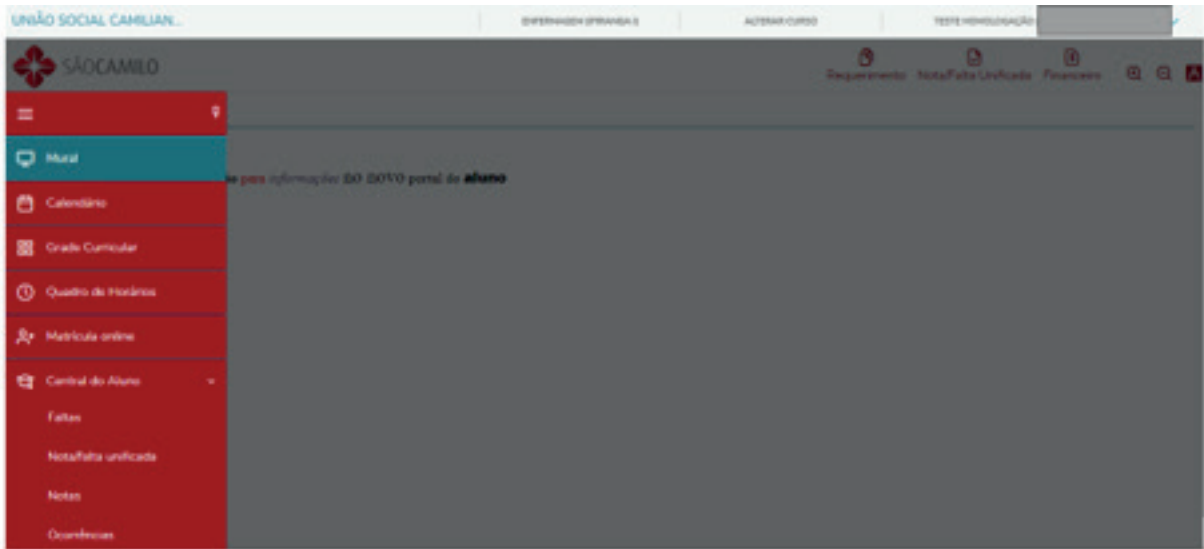 UNIÃO SOCIAL CAMILIAN...
ENFERMAGEM IPIRANGA
ALTERAR CURSO
TESTE HOMOLOGAÇÃO
SÃOCAMILO
Requerimento
Nota/Falta Unificada
Financeiro
A
Mural
para informações no novo portal do aluno
Calendário
Grade Curricular
Quadro de Horários
Matrícula online
Central do Aluno
Faltas
Nota/Falta unificada
Notas
Ocorrências